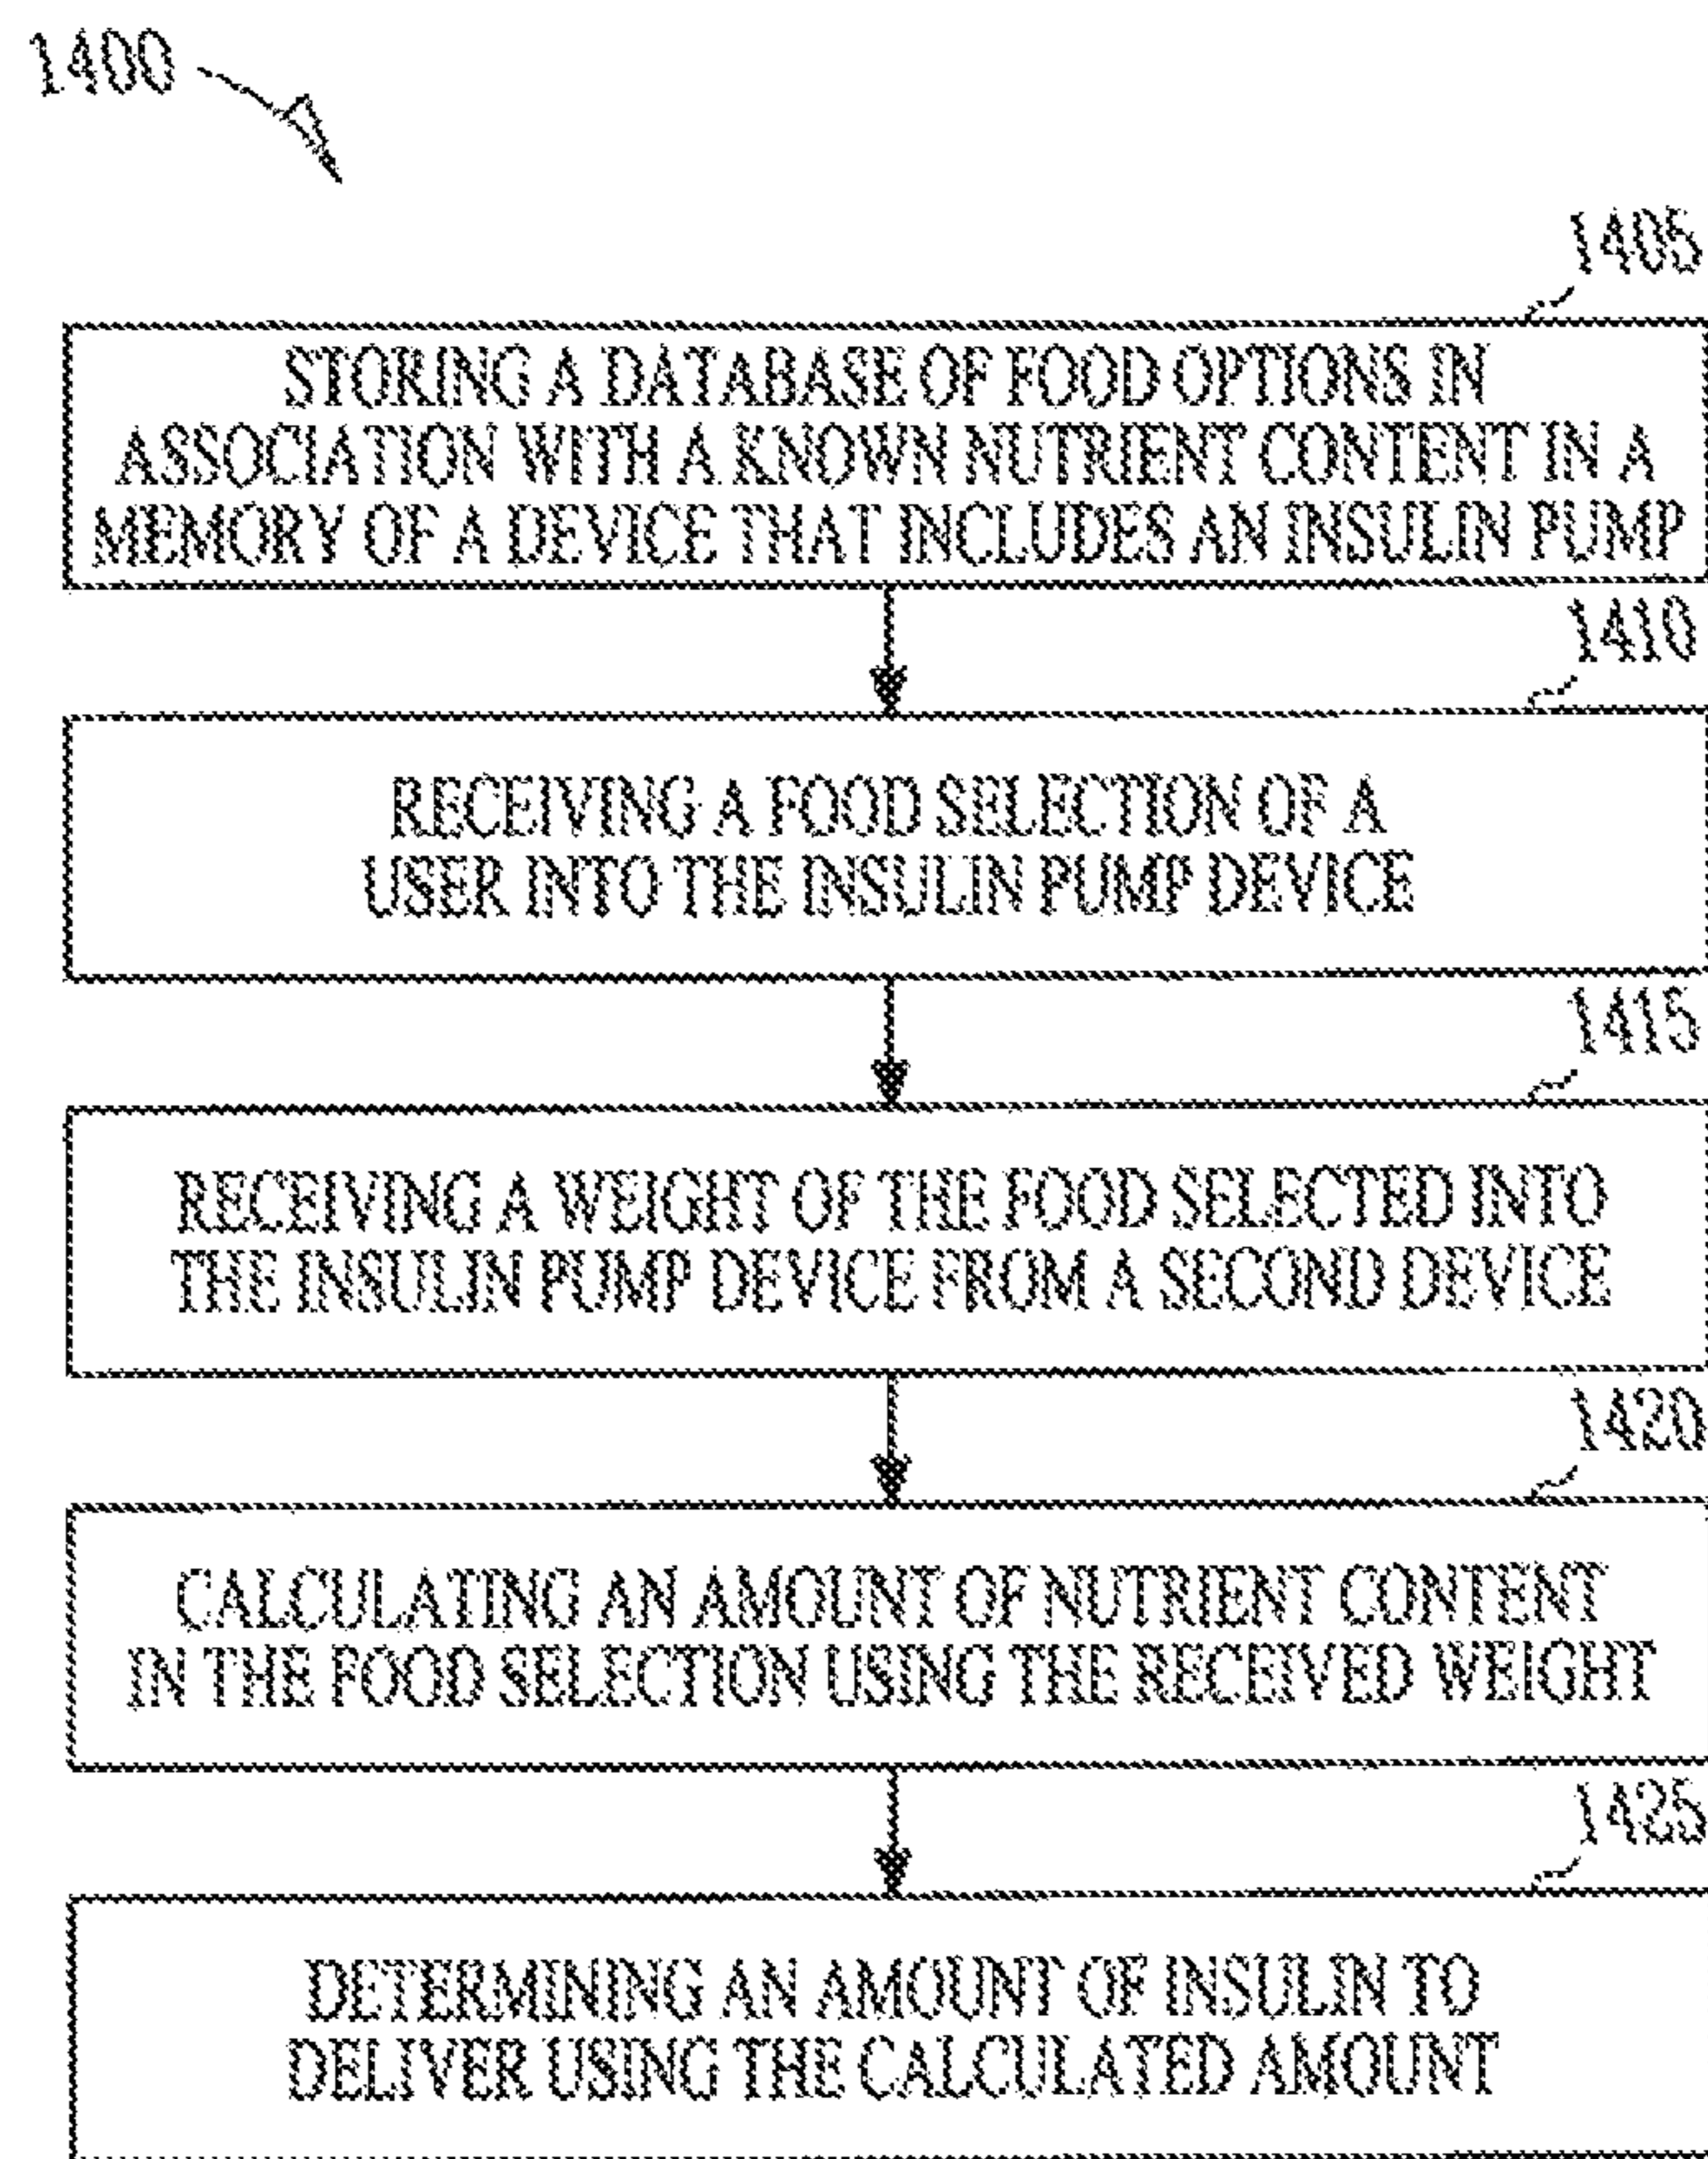 1400
1405
STORING A DATABASE OF FOOD OPTIONS IN
ASSOCIATION WITH A KNOWN NUTRIENT CONTENT IN A
MEMORY OF A DEVICE THAT INCLUDES AN INSULIN PUMP
1410
RECEIVING A FOOD SELECTION OF A
USER INTO THE INSULIN PUMP DEVICE
1415
RECEIVING A WEIGHT OF THE FOOD SELECTED INTO
THE INSULIN PUMP DEVICE FROM A SECOND DEVICE
1420
CALCULATING AN AMOUNT OF NUTRIENT CONTENT
IN THE FOOD SELECTION USING THE RECEIVED WEIGHT
1425
DETERMINING AN AMOUNT OF INSULIN TO
DELIVER USING THE CALCULATED AMOUNT